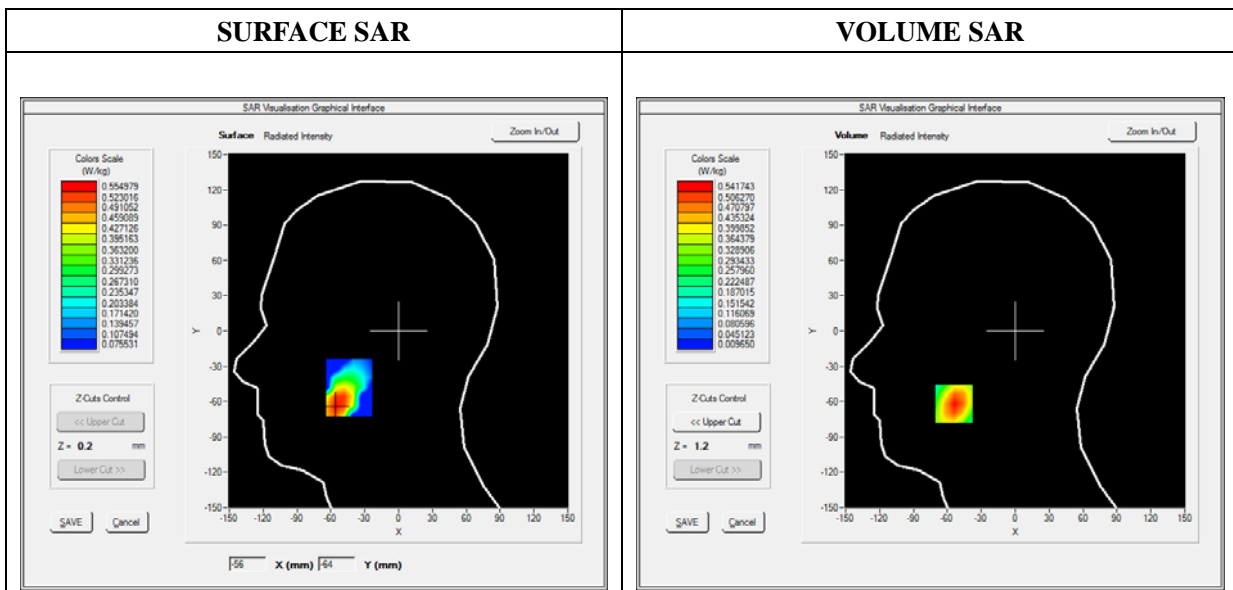 SURFACE SAR
VOLUME SAR
SAR Visualisation Graphical Interface
Surface Radiated Intensity
Zoom In/Out
Colors Scale
(W/kg)
0.554979
0.523016
0.491052
0.459089
0.427126
0.395163
0.363200
0.331236
0.299273
0.267310
0.235347
0.203384
0.171420
0.139457
0.107494
0.075531
150
120
90
60
30
0
-30
-60
-90
-120
-150
Y
-150 -120 -90 -60 -30 0 30 60 90 120 150
X
Z-Cuts Control
<< Upper Cut
Z = 0.2 mm
Lower Cut >>
SAVE Cancel
-56 X (mm) -64 Y (mm)
SAR Visualisation Graphical Interface
Volume Radiated Intensity
Zoom In/Out
Colors Scale
(W/kg)
0.541743
0.506270
0.470797
0.435324
0.399852
0.364379
0.328906
0.293433
0.257960
0.222487
0.187015
0.151542
0.116069
0.080596
0.045123
0.009650
150
120
90
60
30
0
-30
-60
-90
-120
-150
Y
-150 -120 -90 -60 -30 0 30 60 90 120 150
X
Z-Cuts Control
<< Upper Cut
Z = 1.2 mm
Lower Cut >>
SAVE Cancel